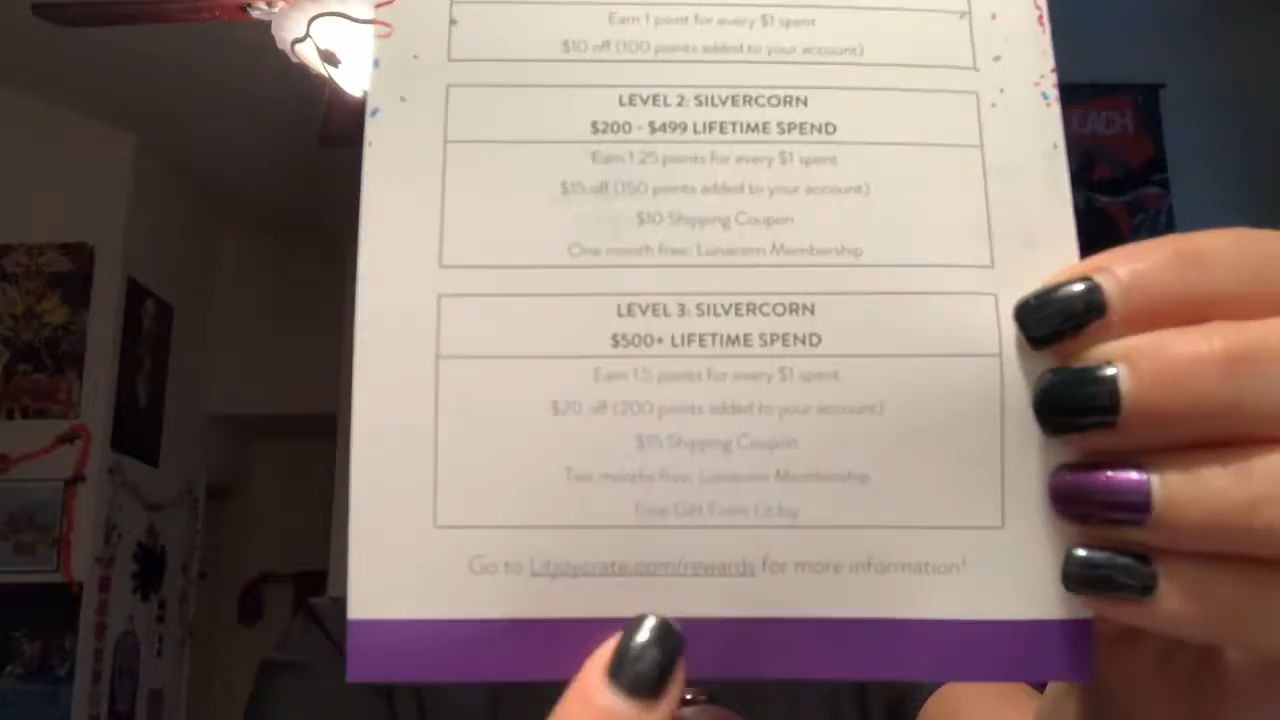 Earn 1 point for every $1 spent
$10 off (100 points added to your account)
LEVEL 2: SILVERCORN
$200 - $499 LIFETIME SPEND
Earn 1.25 points for every $1 spent
$15 off (150 points added to your account)
$10 Shipping Coupon
One month free: Lunacorn Membership
LEVEL 3: SILVERCORN
$500+ LIFETIME SPEND
Earn 1.5 points for every $1 spent
$20 off (200 points added to your account)
$15 Shipping Coupon
Two months free: Lunacorn Membership
Free Gift From
Go to Litjoycrate.com/rewards for more information!
EACH